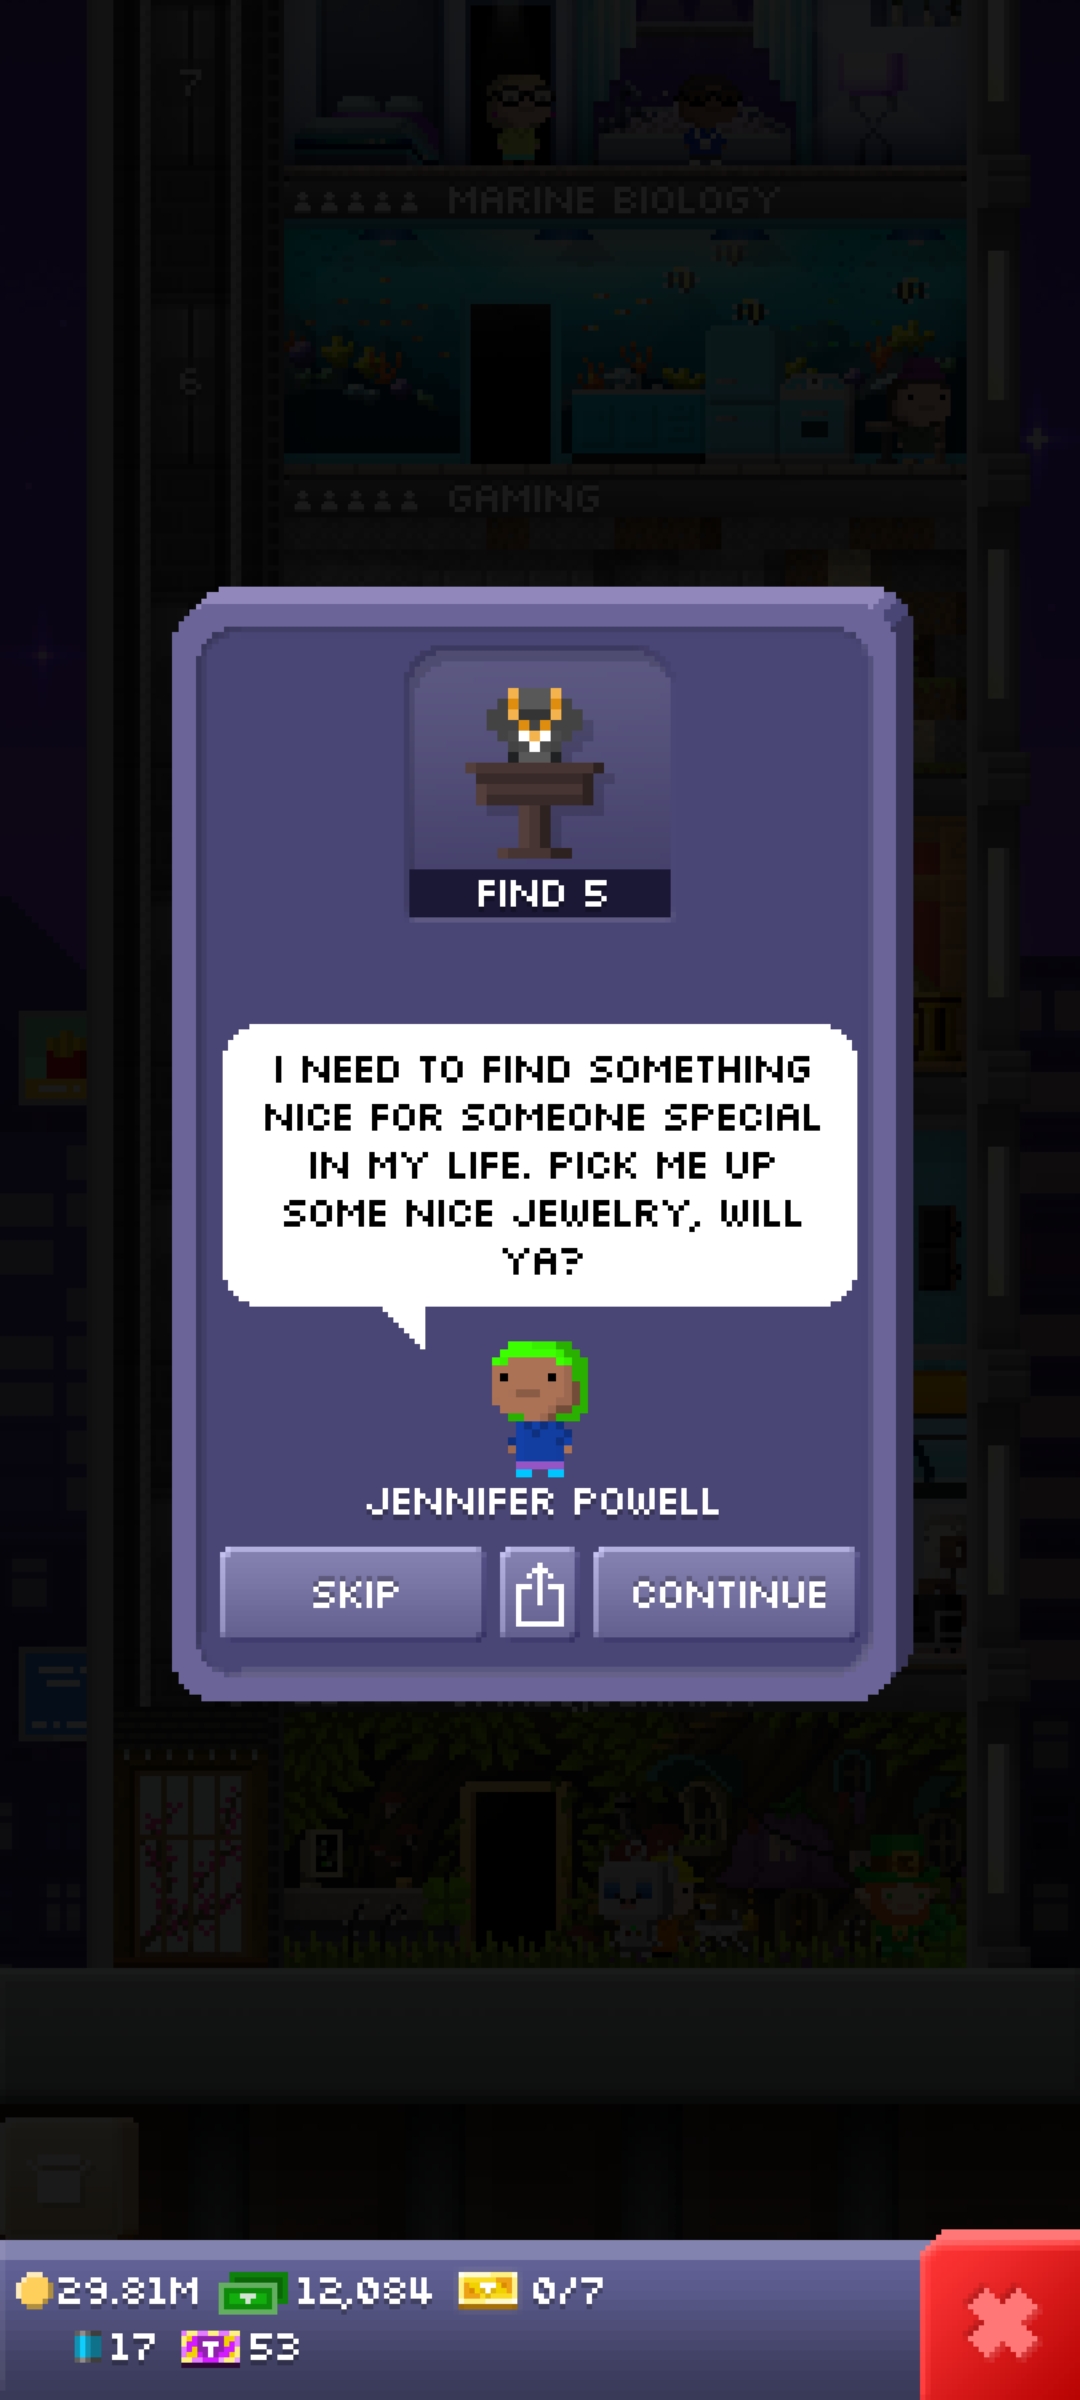 7
MARINE BIOLOGY
6
GAMING
FIND 5
I NEED TO FIND SOMETHING
NICE FOR SOMEONE SPECIAL
IN MY LIFE. PICK ME UP
SOME NICE JEWELRY, WILL
YA?
JENNIFER POWELL
SKIP
CONTINUE
29.81M
12,084
0/7
17
53